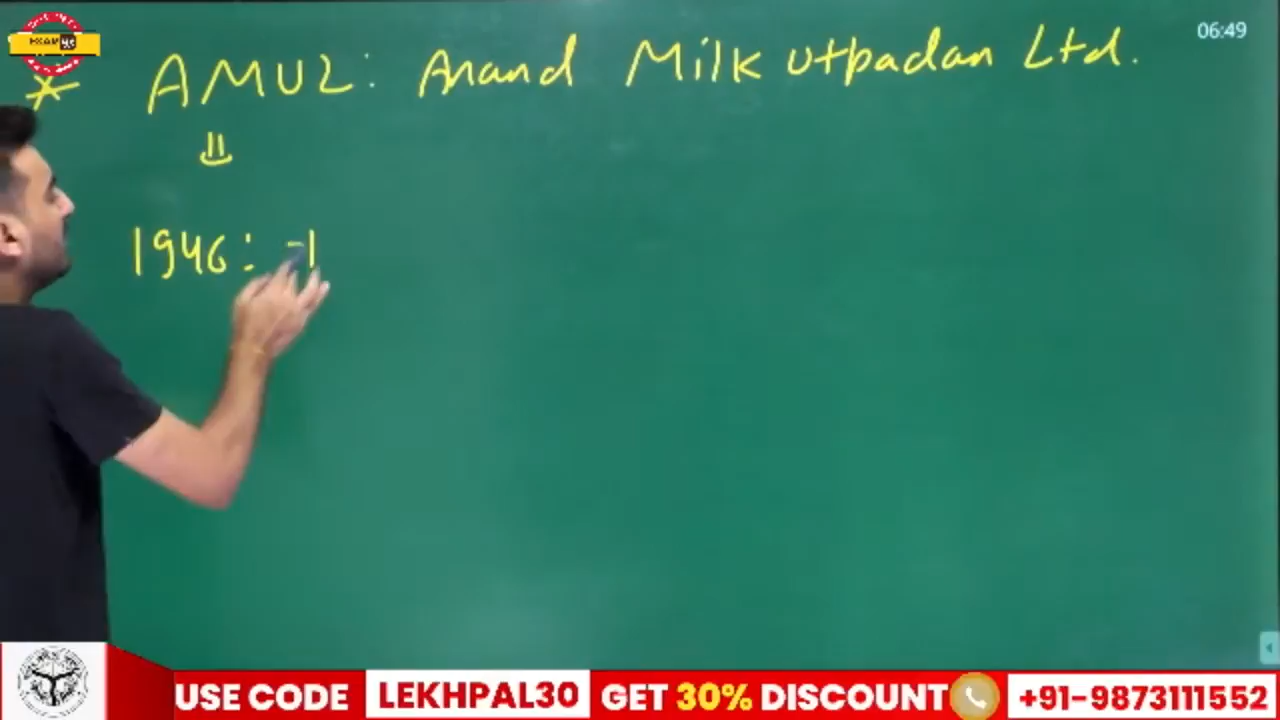 06:49
* AMUL: Anand Milk Utpadan Ltd.
1946:
USE CODE LEKHPAL30 GET 30% DISCOUNT +91-9873111552